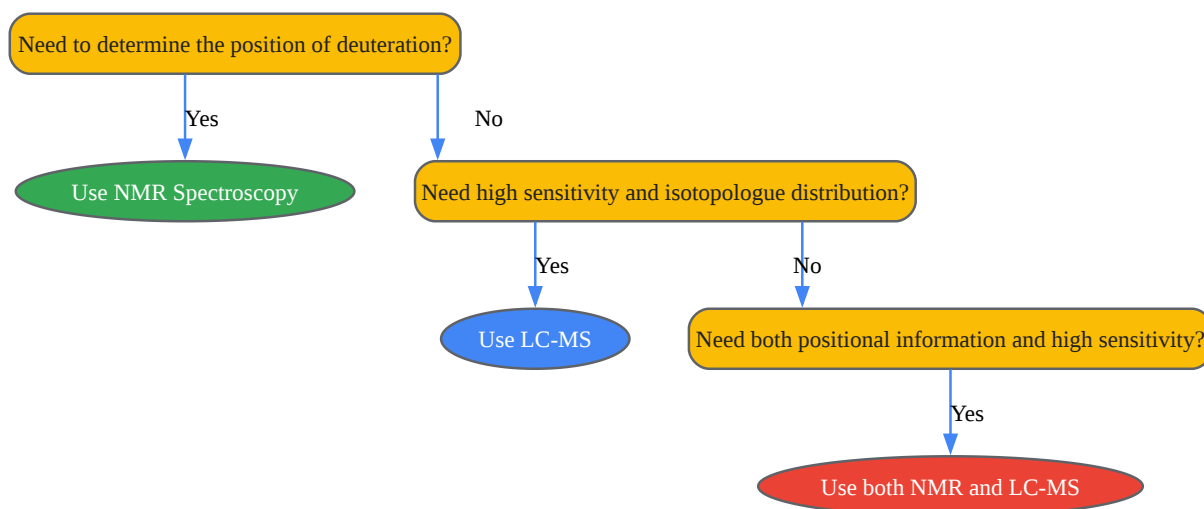 Need to determine the position of deuteration?
Yes
No
Use NMR Spectroscopy
Need high sensitivity and isotopologue distribution?
Yes
No
Use LC-MS
Need both positional information and high sensitivity?
Yes
Use both NMR and LC-MS